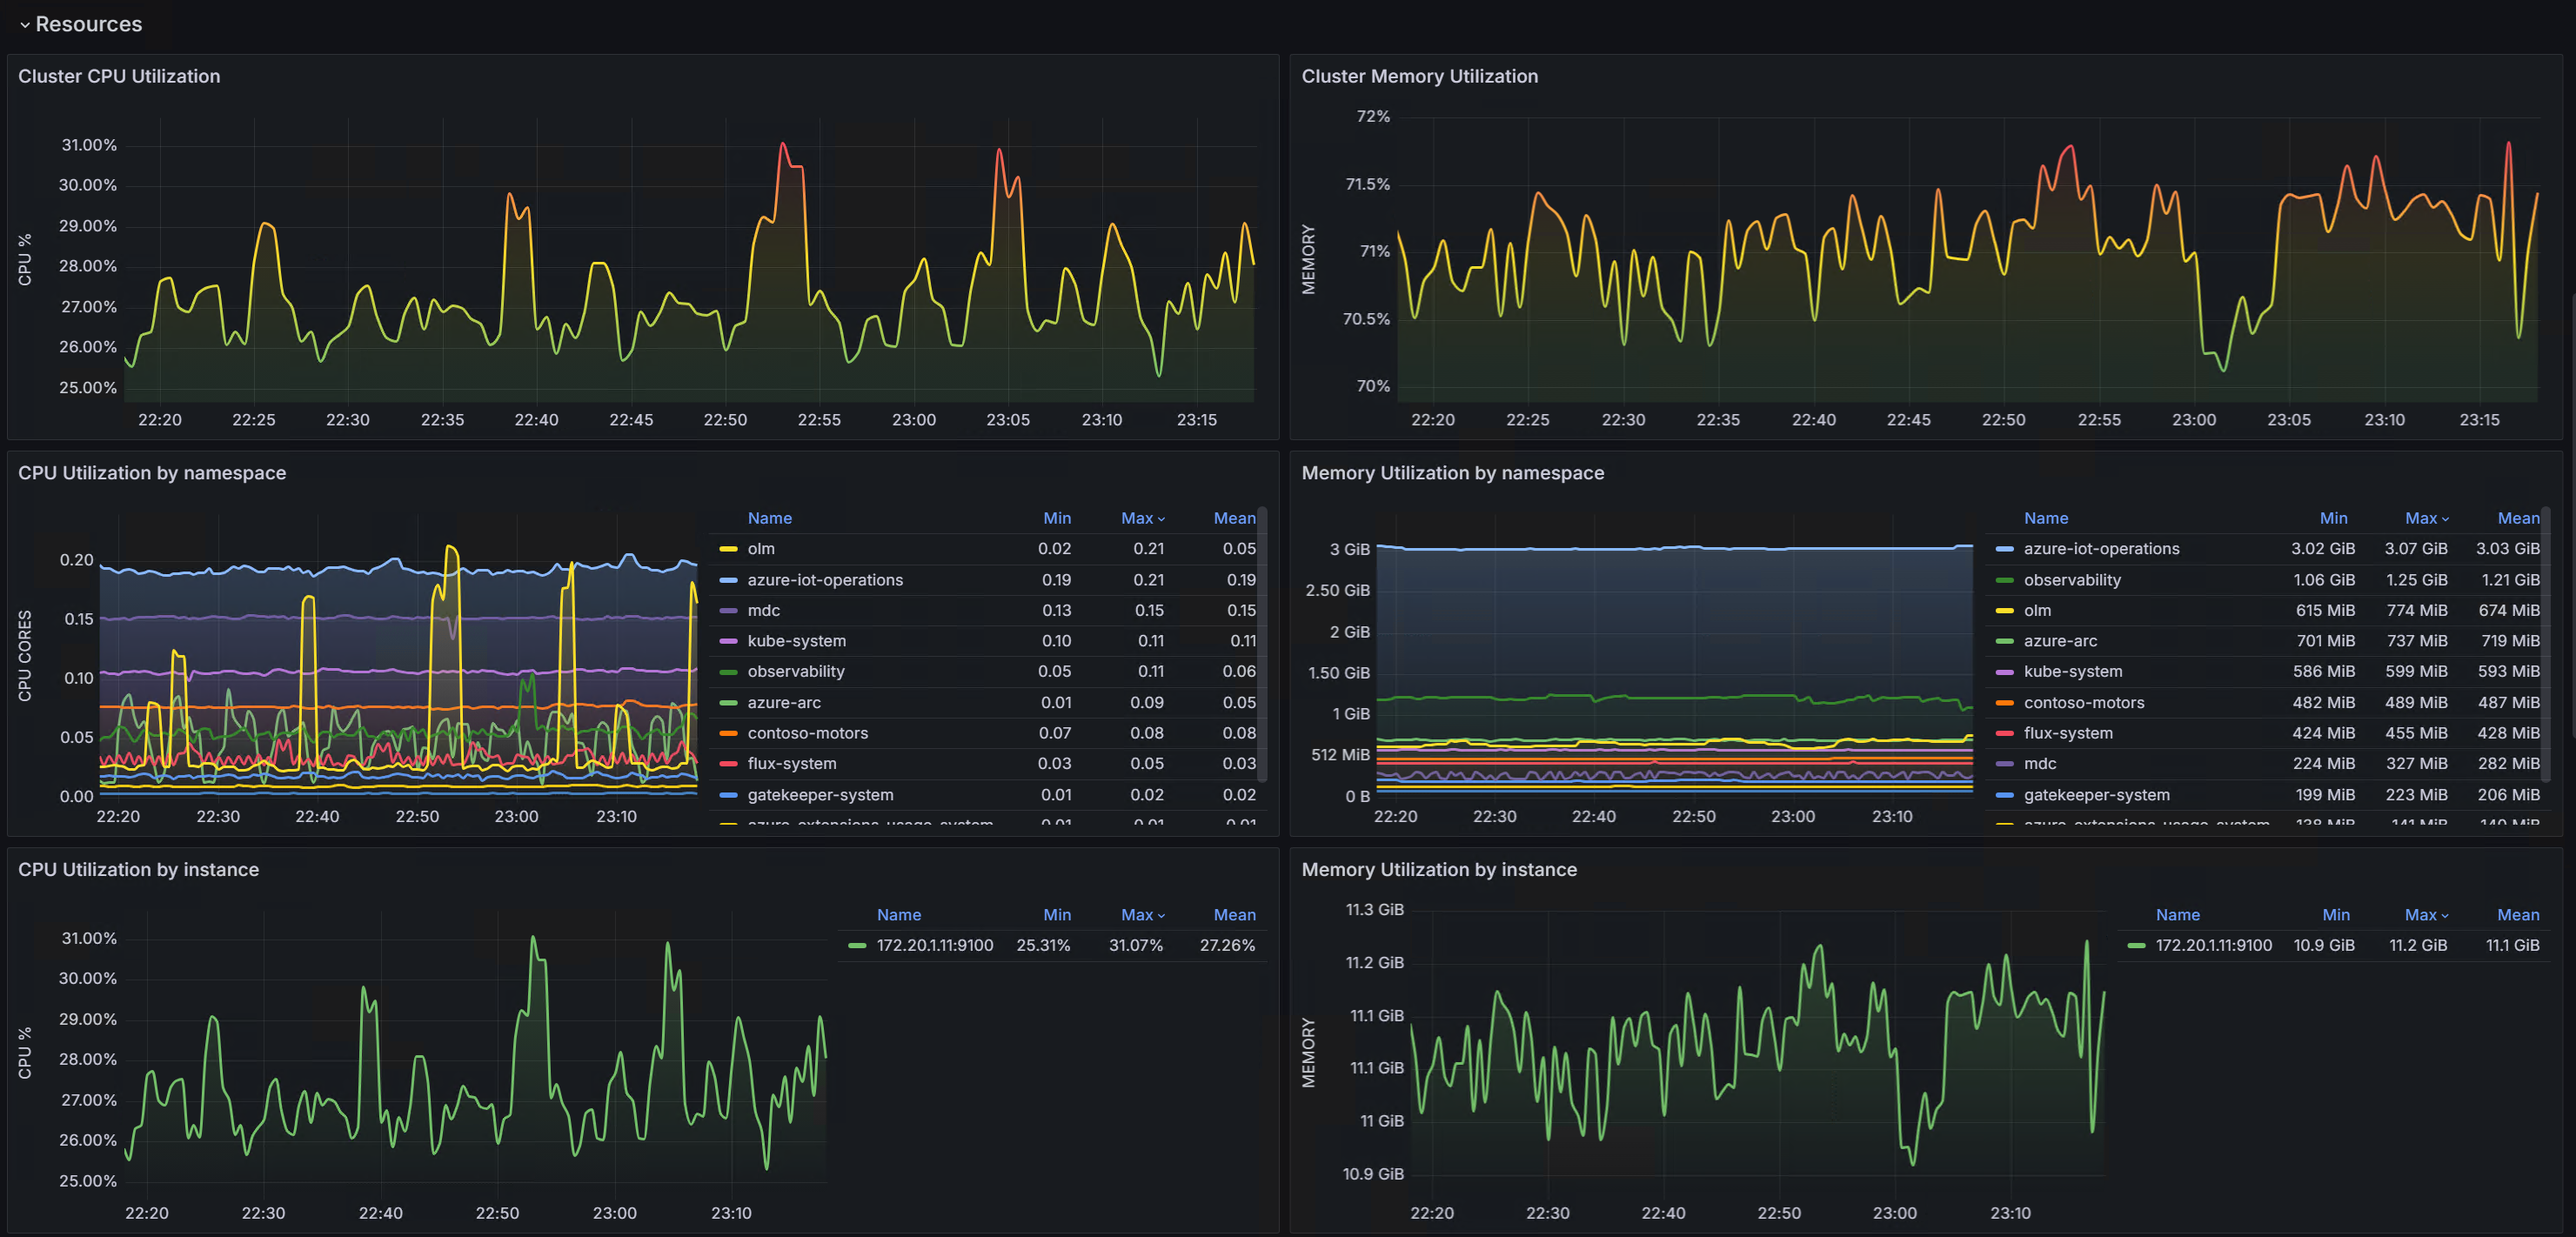 Resources
Cluster CPU Utilization
CPU %
31.00%
30.00%
29.00%
28.00%
27.00%
26.00%
25.00%
22:20 22:25 22:30 22:35 22:40 22:45 22:50 22:55 23:00 23:05 23:10 23:15
Cluster Memory Utilization
MEMORY
72%
71.5%
71%
70.5%
70%
22:20 22:25 22:30 22:35 22:40 22:45 22:50 22:55 23:00 23:05 23:10 23:15
CPU Utilization by namespace
CPU CORES
0.20
0.15
0.10
0.05
0.00
22:20 22:30 22:40 22:50 23:00 23:10
Name Min Max Mean
olm 0.02 0.21 0.05
azure-iot-operations 0.19 0.21 0.19
mdc 0.13 0.15 0.15
kube-system 0.10 0.11 0.11
observability 0.05 0.11 0.06
azure-arc 0.01 0.09 0.05
contoso-motors 0.07 0.08 0.08
flux-system 0.03 0.05 0.03
gatekeeper-system 0.01 0.02 0.02
azure-extensions-usage-system 0.01 0.01 0.01
Memory Utilization by namespace
3 GiB
2.50 GiB
2 GiB
1.50 GiB
1 GiB
512 MiB
0 B
22:20 22:30 22:40 22:50 23:00 23:10
Name Min Max Mean
azure-iot-operations 3.02 GiB 3.07 GiB 3.03 GiB
observability 1.06 GiB 1.25 GiB 1.21 GiB
olm 615 MiB 774 MiB 674 MiB
azure-arc 701 MiB 737 MiB 719 MiB
kube-system 586 MiB 599 MiB 593 MiB
contoso-motors 482 MiB 489 MiB 487 MiB
flux-system 424 MiB 455 MiB 428 MiB
mdc 224 MiB 327 MiB 282 MiB
gatekeeper-system 199 MiB 223 MiB 206 MiB
azure-extensions-usage-system 138 MiB 141 MiB 140 MiB
CPU Utilization by instance
CPU %
31.00%
30.00%
29.00%
28.00%
27.00%
26.00%
25.00%
22:20 22:30 22:40 22:50 23:00 23:10
Name Min Max Mean
172.20.1.11:9100 25.31% 31.07% 27.26%
Memory Utilization by instance
MEMORY
11.3 GiB
11.2 GiB
11.1 GiB
11.1 GiB
11 GiB
10.9 GiB
22:20 22:30 22:40 22:50 23:00 23:10
Name Min Max Mean
172.20.1.11:9100 10.9 GiB 11.2 GiB 11.1 GiB